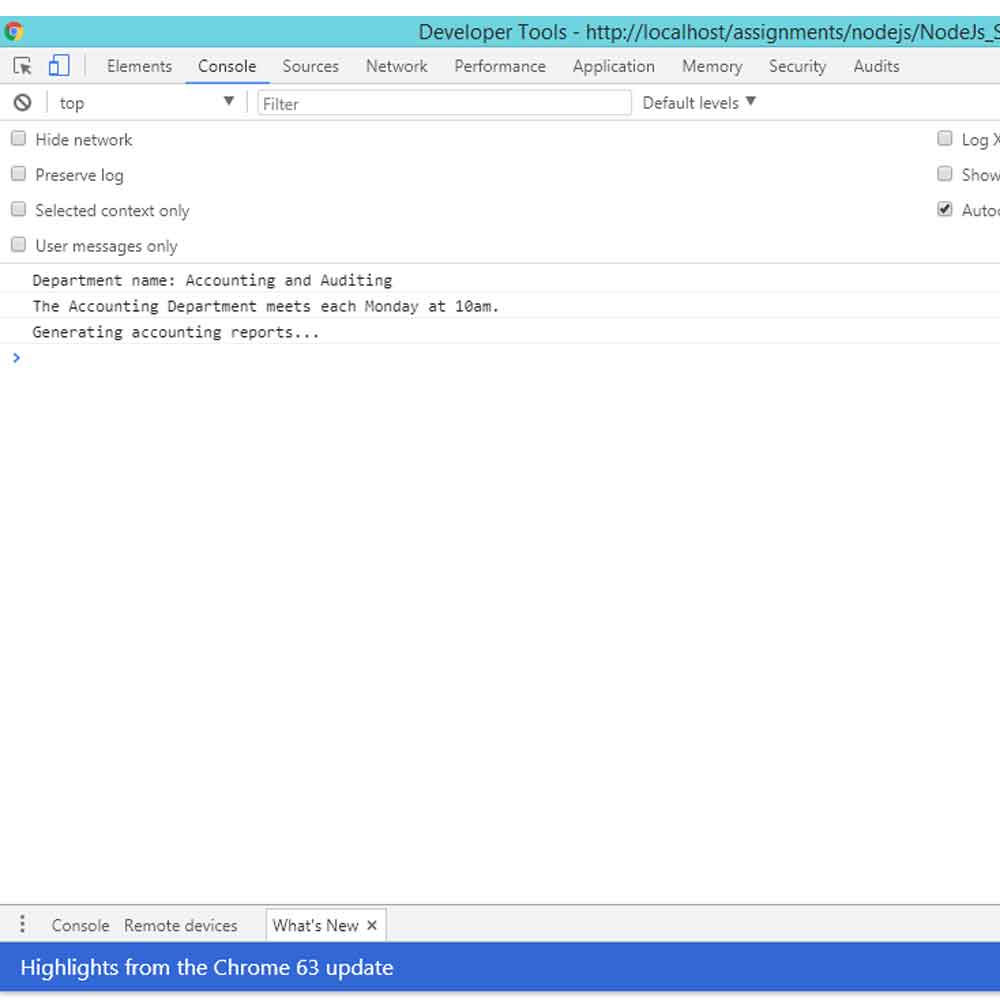 Developer Tools - http://localhost/assignments/nodejs/NodeJs_S
Elements Console Sources Network Performance Application Memory Security Audits
top Filter Default levels
Hide network Log X
Preserve log Show
Selected context only Autoc
User messages only
Department name: Accounting and Auditing
The Accounting Department meets each Monday at 10am.
Generating accounting reports...
>
Console Remote devices What's New ×
Highlights from the Chrome 63 update